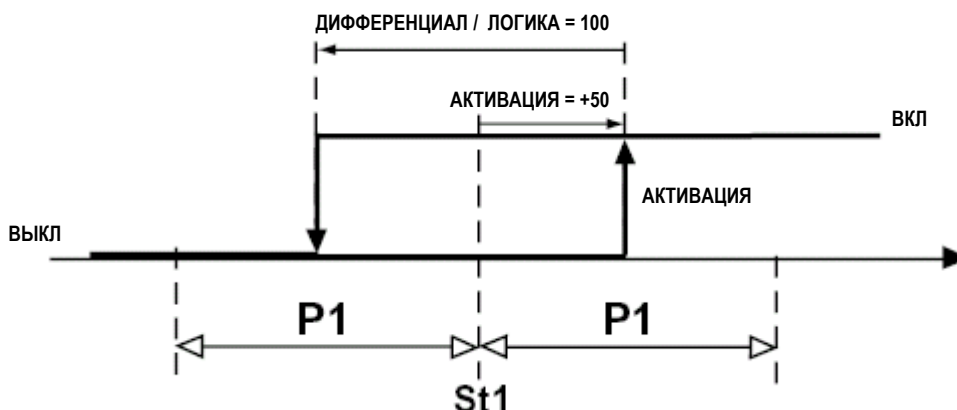 ДИФФЕРЕНЦИАЛ / ЛОГИКА = 100
АКТИВАЦИЯ = +50
ВКЛ
АКТИВАЦИЯ
ВЫКЛ
P1
P1
St1